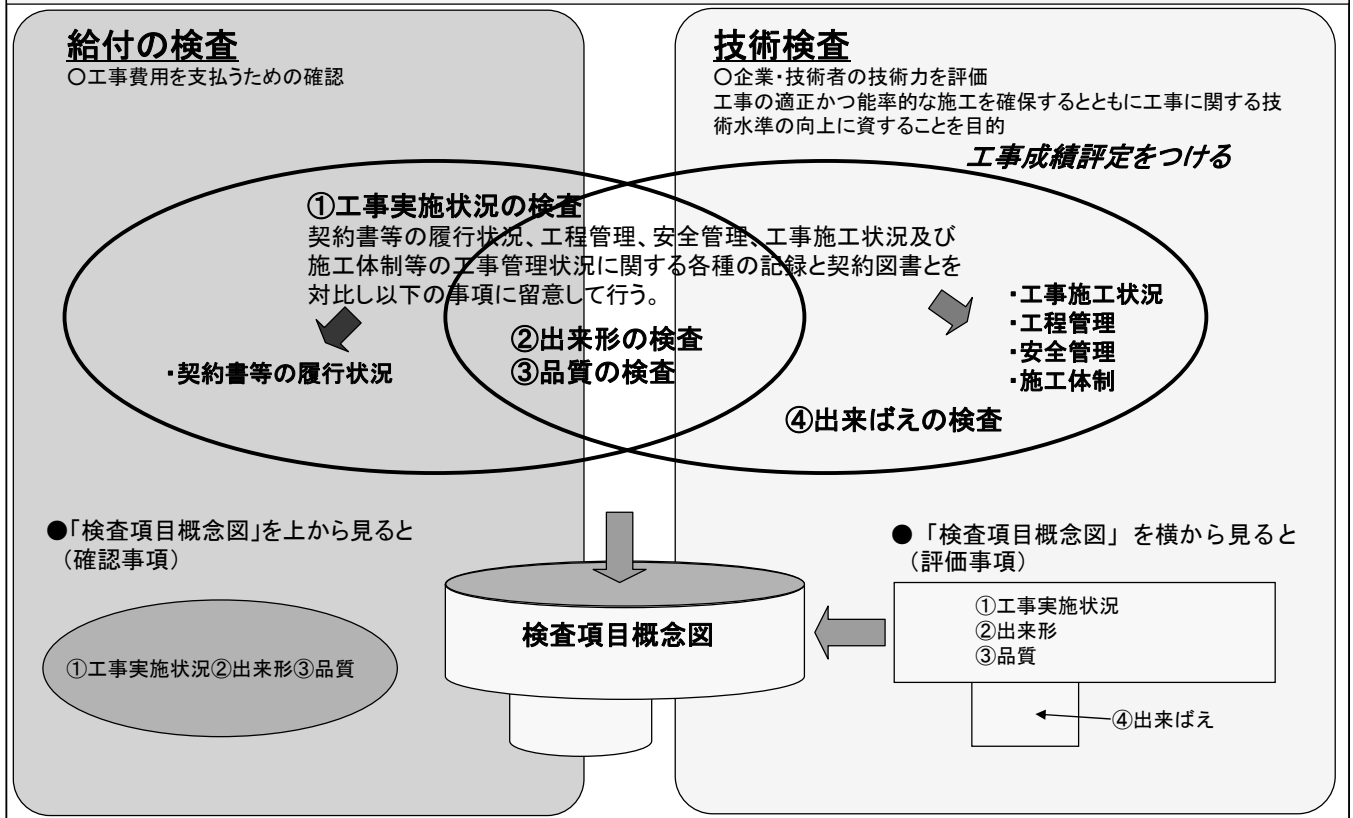 給付の検査
〇工事費用を支払うための確認
技術検査
〇企業・技術者の技術力を評価
工事の適正かつ能率的な施工を確保するとともに工事に関する技
術水準の向上に資することを目的
工事成績評定をつける
①工事実施状況の検査
契約書等の履行状況、工程管理、安全管理、工事施工状況及び
施工体制等の工事管理状況に関する各種の記録と契約図書とを
対比し以下の事項に留意して行う。
・契約書等の履行状況
②出来形の検査
③品質の検査
・工事施工状況
・工程管理
・安全管理
・施工体制
④出来ばえの検査
●「検査項目概念図」を上から見ると
（確認事項）
①工事実施状況②出来形③品質
検査項目概念図
●「検査項目概念図」を横から見ると
（評価事項）
①工事実施状況
②出来形
③品質
④出来ばえ